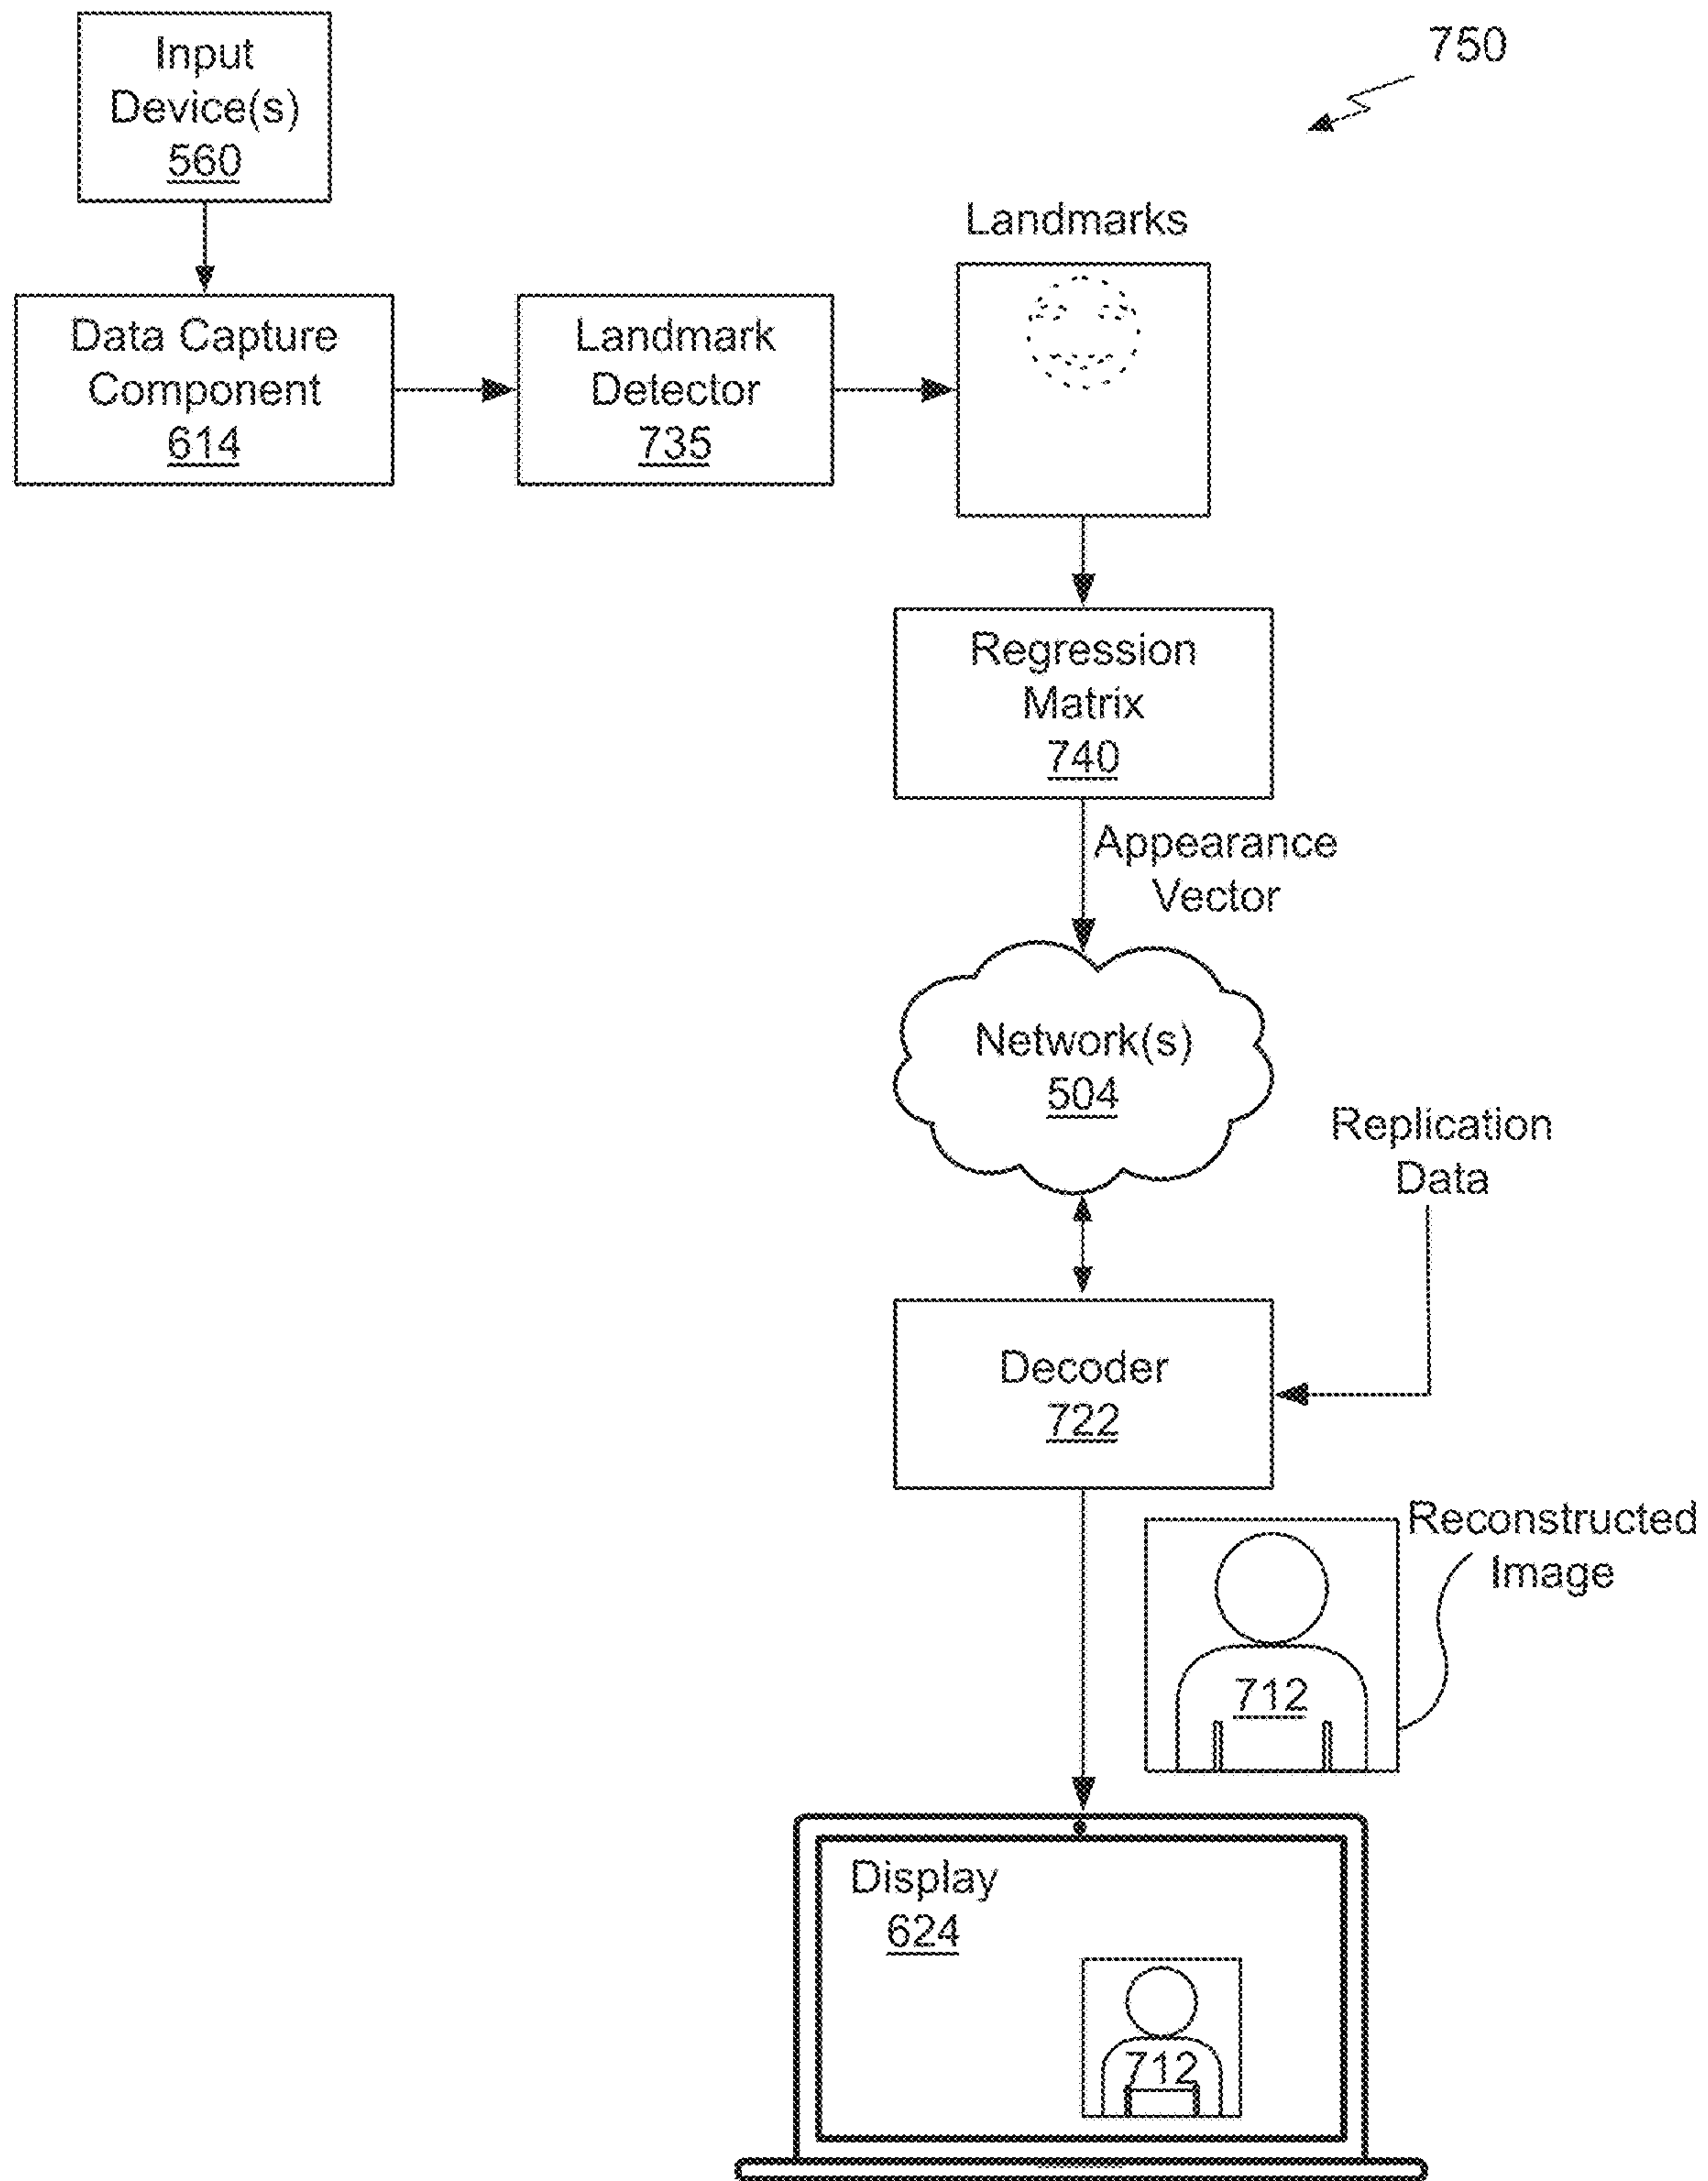 750
Input
Device(s)
560
Landmarks
Data Capture
Component
614
Landmark
Detector
735
Regression
Matrix
740
Appearance
Vector
Network(s)
504
Replication
Data
Decoder
722
Reconstructed
Image
712
Display
624
712